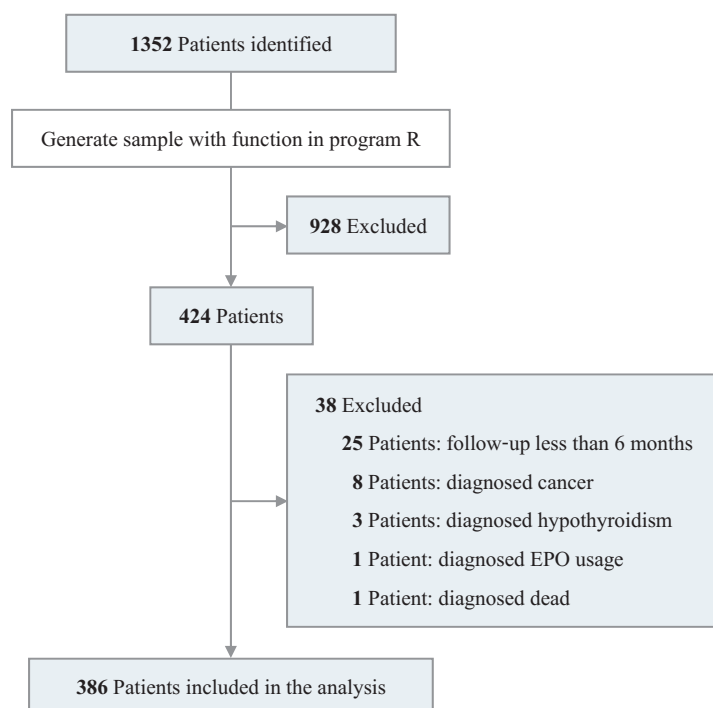 1352 Patients identified
Generate sample with function in program R
928 Excluded
424 Patients
38 Excluded
25 Patients: follow-up less than 6 months
8 Patients: diagnosed cancer
3 Patients: diagnosed hypothyroidism
1 Patient: diagnosed EPO usage
1 Patient: diagnosed dead
386 Patients included in the analysis